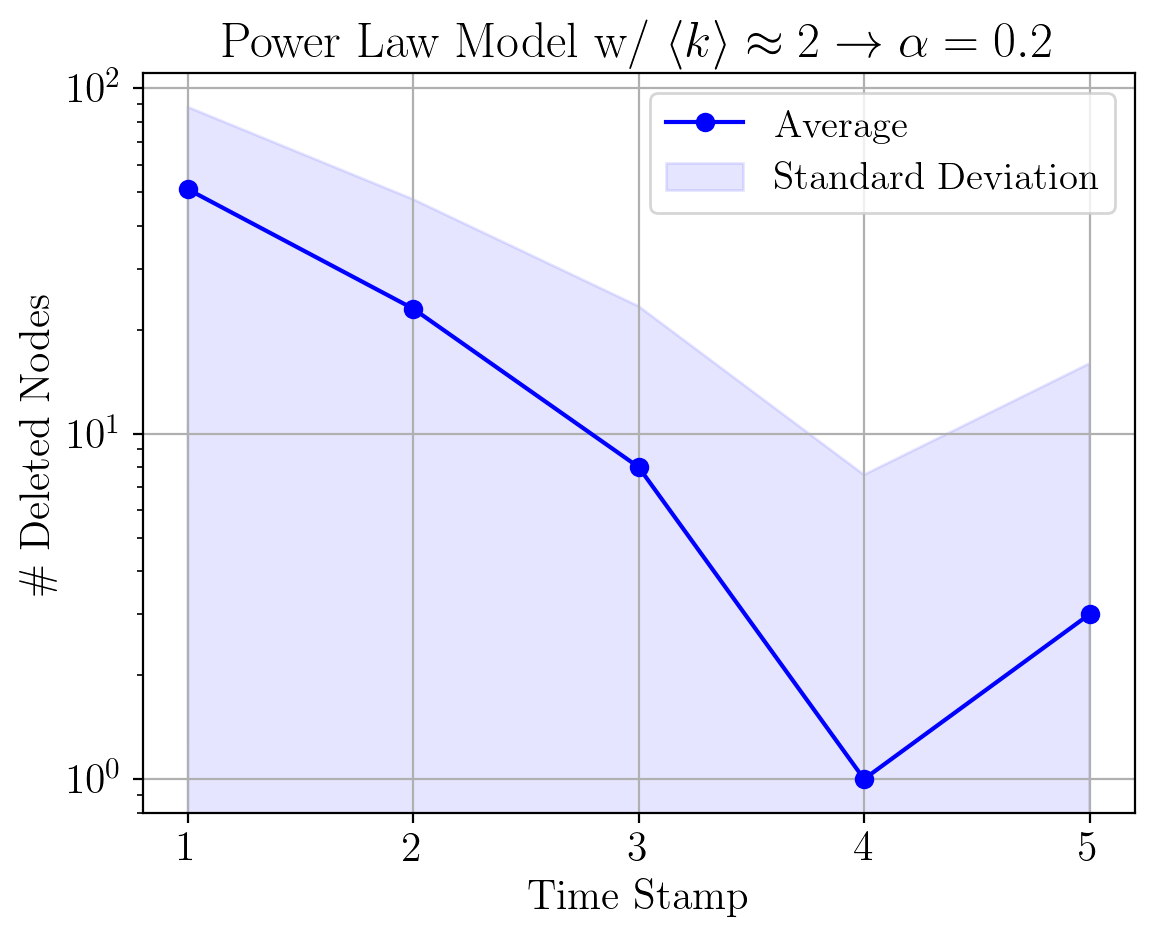 Power Law Model w/ ⟨k⟩ ≈ 2 → α = 0.2
10²
10¹
10⁰
# Deleted Nodes
Average
Standard Deviation
1 2 3 4 5
Time Stamp